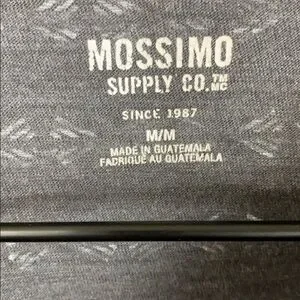 MOSSIMO
SUPPLY CO.™ MC
SINCE 1987
M/M
MADE IN GUATEMALA
FABRIQUÉ AU GUATEMALA